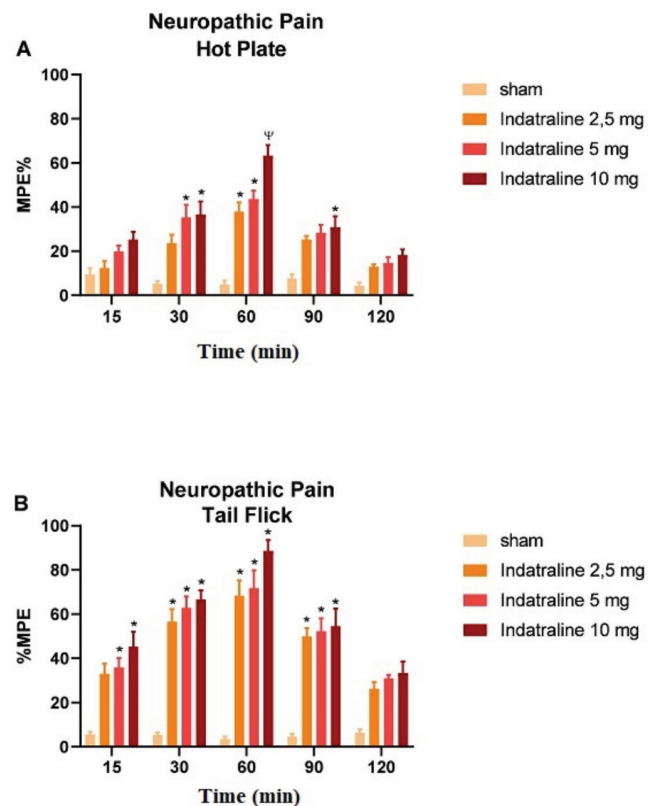 Neuropathic Pain
Hot Plate
A
100
80
60
40
20
0
MPE%
* *
* * Ψ
*
15 30 60 90 120
Time (min)
sham
Indatraline 2,5 mg
Indatraline 5 mg
Indatraline 10 mg
Neuropathic Pain
Tail Flick
B
100
80
60
40
20
0
%MPE
* *
* * *
* * *
* * *
15 30 60 90 120
Time (min)
sham
Indatraline 2,5 mg
Indatraline 5 mg
Indatraline 10 mg